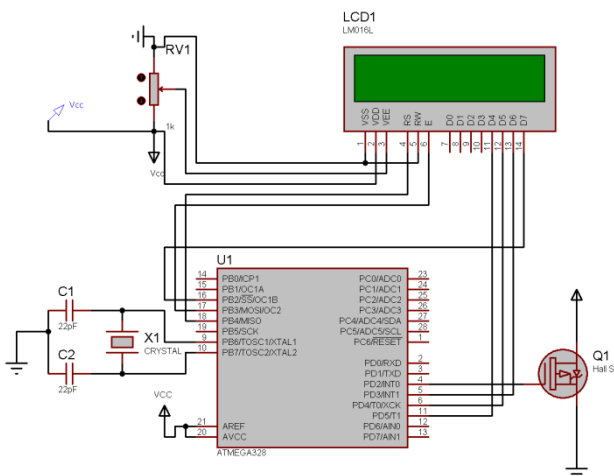 LCD1
LM016L
RV1
Vcc
1k
Vcc
VSS
VDD
VEE
RS
RW
E
D0
D1
D2
D3
D4
D5
D6
D7
1
2
3
4
5
6
7
8
9
10
11
12
13
14
U1
14 PB0/ICP1 PC0/ADC0 23
15 PB1/OC1A PC1/ADC1 24
16 PB2/SS/OC1B PC2/ADC2 25
17 PB3/MOSI/OC2 PC3/ADC3 26
18 PB4/MISO PC4/ADC4/SDA 27
19 PB5/SCK PC5/ADC5/SCL 28
9 PB6/TOSC1/XTAL1 PC6/RESET 1
10 PB7/TOSC2/XTAL2
PD0/RXD 2
PD1/TXD 3
PD2/INT0 4
PD3/INT1 5
PD4/T0/XCK 6
PD5/T1 11
21 AREF PD6/AIN0 12
20 AVCC PD7/AIN1 13
ATMEGA328
C1
22pF
C2
22pF
X1
CRYSTAL
VCC
Q1
Hall S